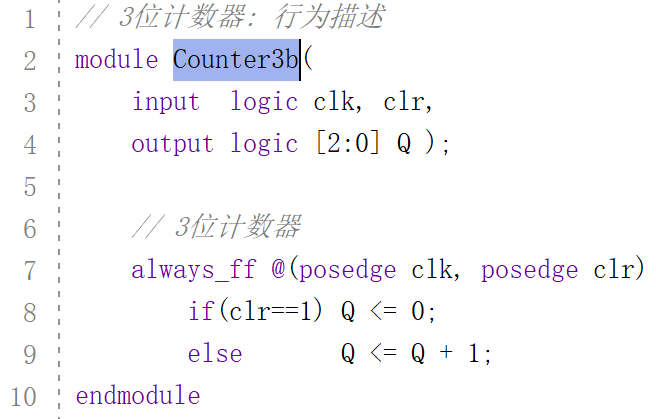 1 // 3位计数器: 行为描述
2 module Counter3b(
3     input  logic clk, clr,
4     output logic [2:0] Q );
5
6     // 3位计数器
7     always_ff @(posedge clk, posedge clr)
8         if(clr==1) Q <= 0;
9         else       Q <= Q + 1;
10 endmodule